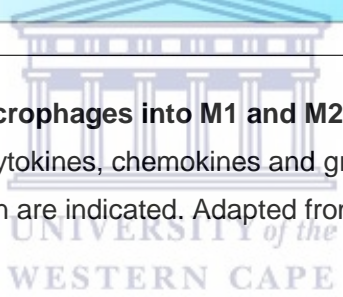 crophages into M1 and M2
ytokines, chemokines and gr
n are indicated. Adapted from
UNIVERSITY of the
WESTERN CAPE